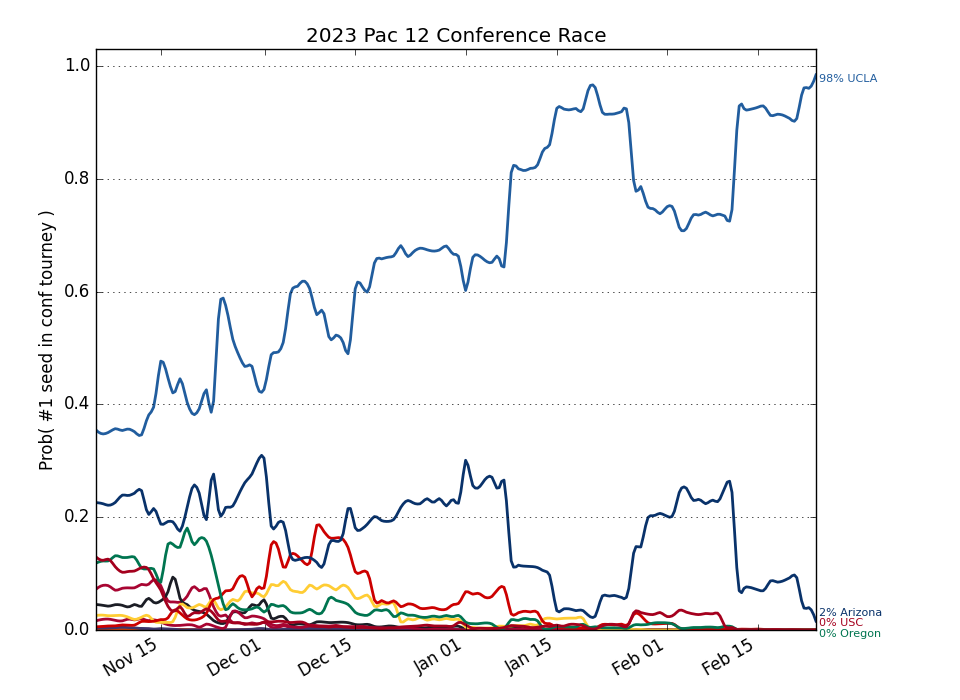 2023 Pac 12 Conference Race
Prob( #1 seed in conf tourney )
1.0
0.8
0.6
0.4
0.2
0.0
98% UCLA
2% Arizona
0% USC
0% Oregon
Nov 15
Dec 01
Dec 15
Jan 01
Jan 15
Feb 01
Feb 15